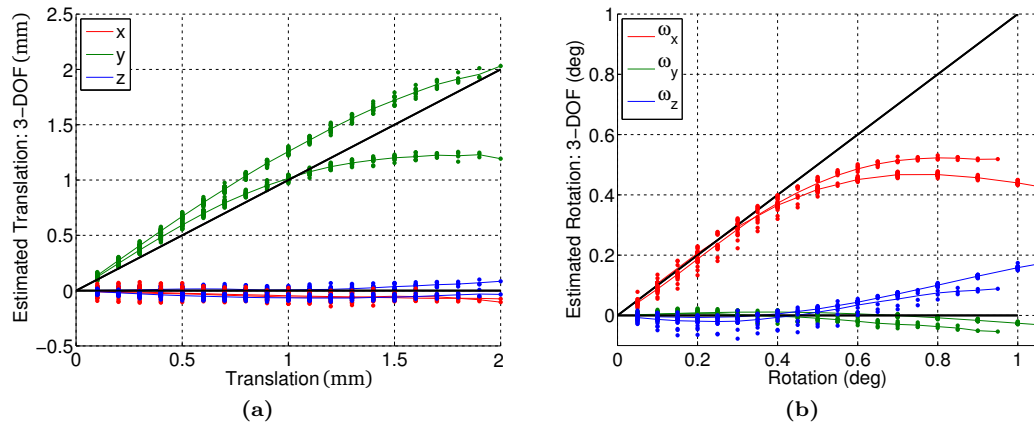 Estimated Translation: 3−DOF (mm)
2.5
2
1.5
1
0.5
0
−0.5
x
y
z
0 0.5 1 1.5 2
Translation (mm)
(a)
Estimated Rotation: 3−DOF (deg)
1
0.8
0.6
0.4
0.2
0
ωx
ωy
ωz
0 0.2 0.4 0.6 0.8 1
Rotation (deg)
(b)